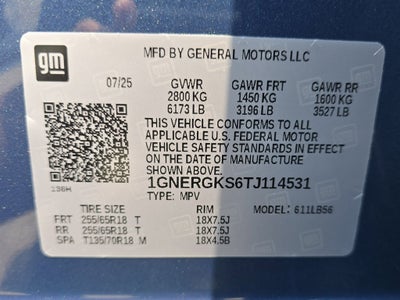 gm
MFD BY GENERAL MOTORS LLC
07/25 GVWR GAWR FRT GAWR RR
2800 KG 1450 KG 1600 KG
6173 LB 3196 LB 3527 LB
THIS VEHICLE CONFORMS TO ALL
APPLICABLE U.S. FEDERAL MOTOR
VEHICLE SAFETY STANDARDS IN EFFECT
ON THE DATE OF MANUFACTURE
SHOWN ABOVE.
136H
1GNERGKS6TJ114531
TYPE: MPV
TIRE SIZE RIM MODEL: 611LB56
FRT 255/65R18 T 18X7.5J
RR 255/65R18 T 18X7.5J
SPA T135/70R18 M 18X4.5B